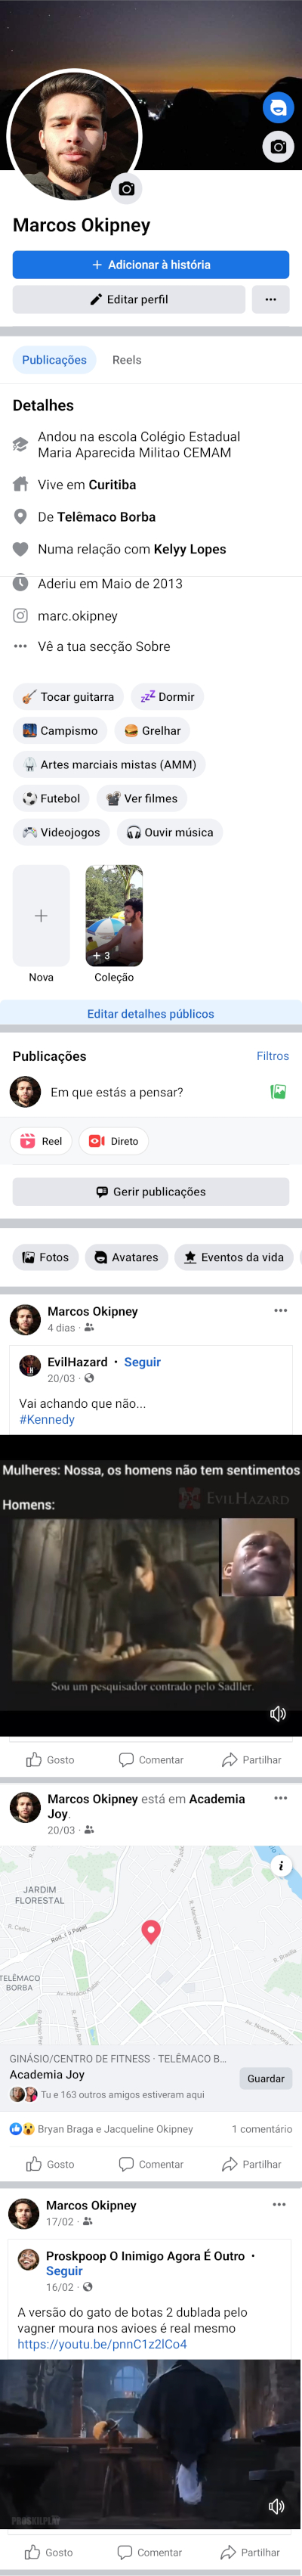 Marcos Okipney
+ Adicionar à história
Editar perfil
Publicações
Reels
Detalhes
Andou na escola Colégio Estadual
Maria Aparecida Militao CEMAM
Vive em Curitiba
De Telêmaco Borba
Numa relação com Kelyy Lopes
Aderiu em Maio de 2013
marc.okipney
Vê a tua secção Sobre
Tocar guitarra
Dormir
Campismo
Grelhar
Artes marciais mistas (AMM)
Futebol
Ver filmes
Videojogos
Ouvir música
+ 3
Nova
Coleção
Editar detalhes públicos
Publicações
Filtros
Em que estás a pensar?
Reel
Direto
Gerir publicações
Fotos
Avatares
Eventos da vida
Marcos Okipney
4 dias ·
EvilHazard · Seguir
20/03 ·
Vai achando que não...
#Kennedy
Mulheres: Nossa, os homens não tem sentimentos
EVILHAZARD
Homens:
Sou um pesquisador contrado pelo Sadller.
Gosto
Comentar
Partilhar
Marcos Okipney está em Academia
Joy.
20/03 ·
JARDIM
FLORESTAL
R. Cedro
Rod. do Papel
TELÊMACO
BORBA
GINÁSIO/CENTRO DE FITNESS · TELÊMACO B...
Academia Joy
Guardar
Tu e 163 outros amigos estiveram aqui
Bryan Braga e Jacqueline Okipney
1 comentário
Gosto
Comentar
Partilhar
Marcos Okipney
17/02 ·
Proskpoop O Inimigo Agora É Outro ·
Seguir
16/02 ·
A versão do gato de botas 2 dublada pelo
vagner moura nos avioes é real mesmo
https://youtu.be/pnnC1z2lCo4
Gosto
Comentar
Partilhar